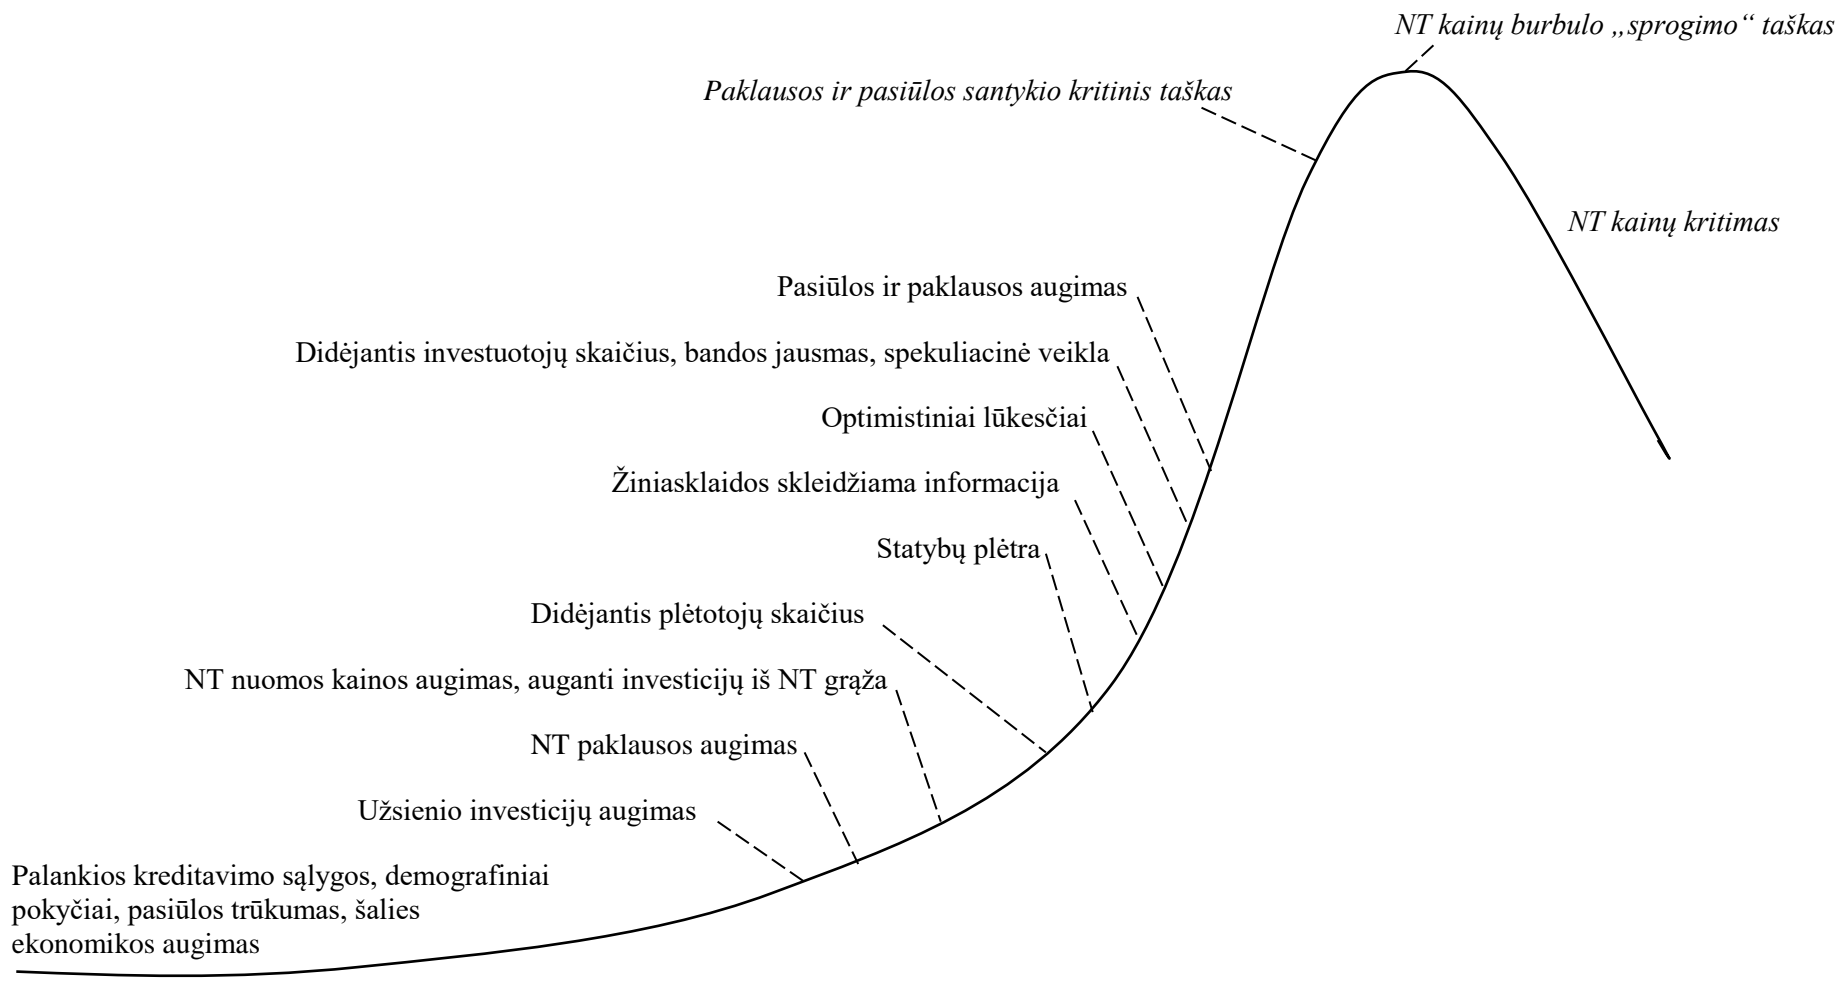 NT kainų burbulo „sprogimo“ taškas
Paklausos ir pasiūlos santykio kritinis taškas
NT kainų kritimas
Pasiūlos ir paklausos augimas
Didėjantis investuotojų skaičius, bandos jausmas, spekuliacinė veikla
Optimistiniai lūkesčiai
Žiniasklaidos skleidžiama informacija
Statybų plėtra
Didėjantis plėtotojų skaičius
NT nuomos kainos augimas, auganti investicijų iš NT grąža
NT paklausos augimas
Užsienio investicijų augimas
Palankios kreditavimo sąlygos, demografiniai
pokyčiai, pasiūlos trūkumas, šalies
ekonomikos augimas